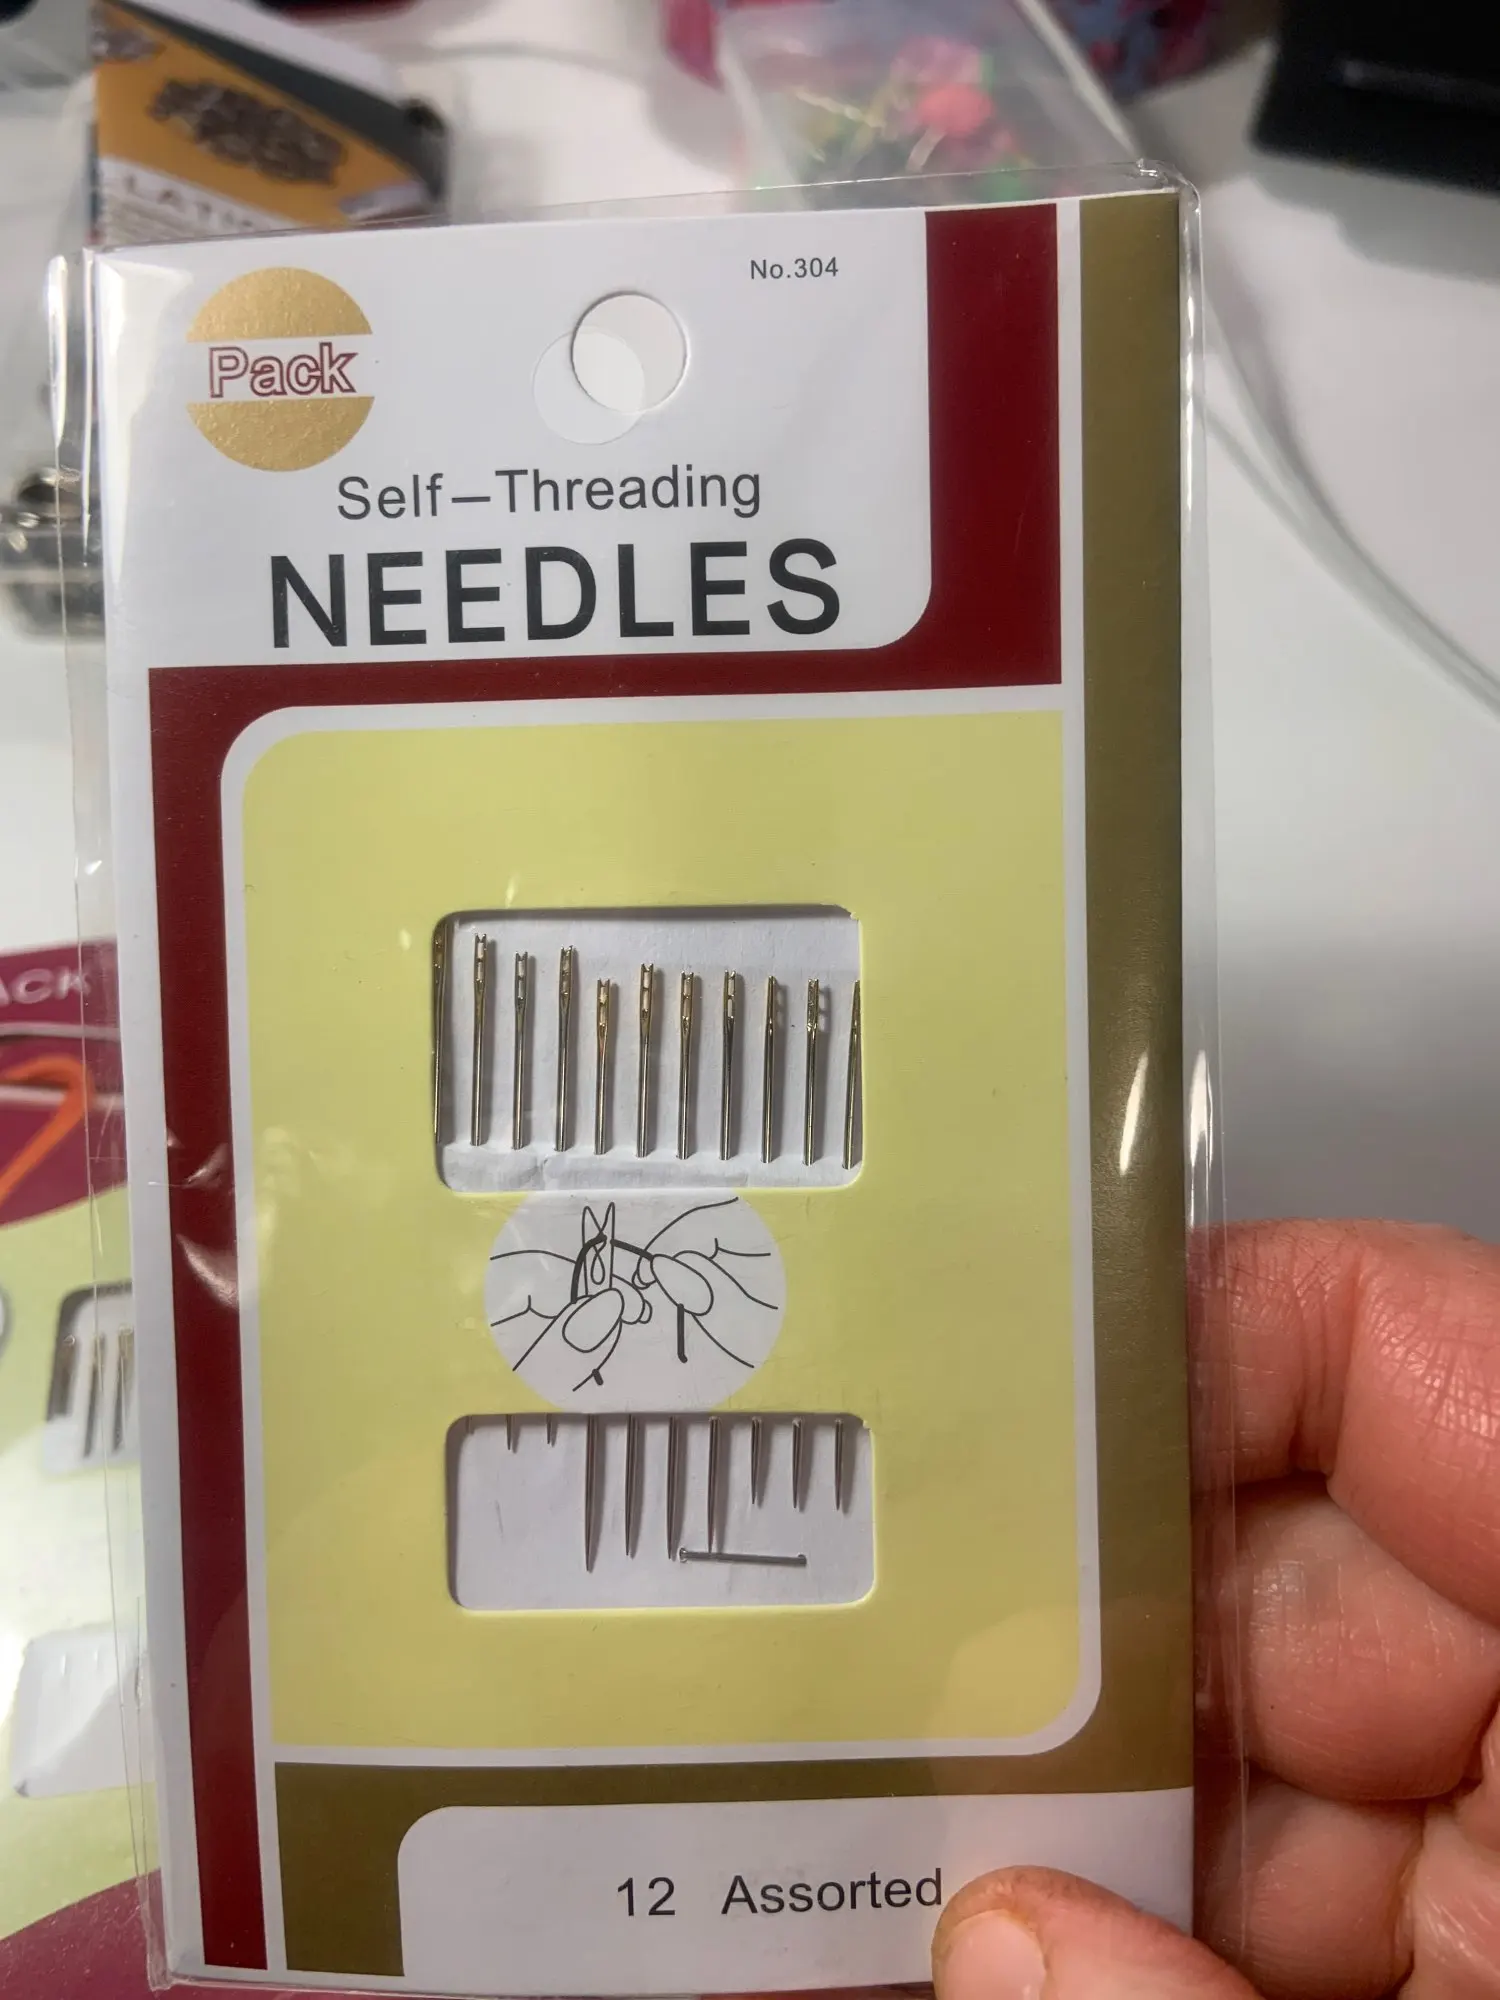 No.304
Pack
Self-Threading
NEEDLES
12 Assorted